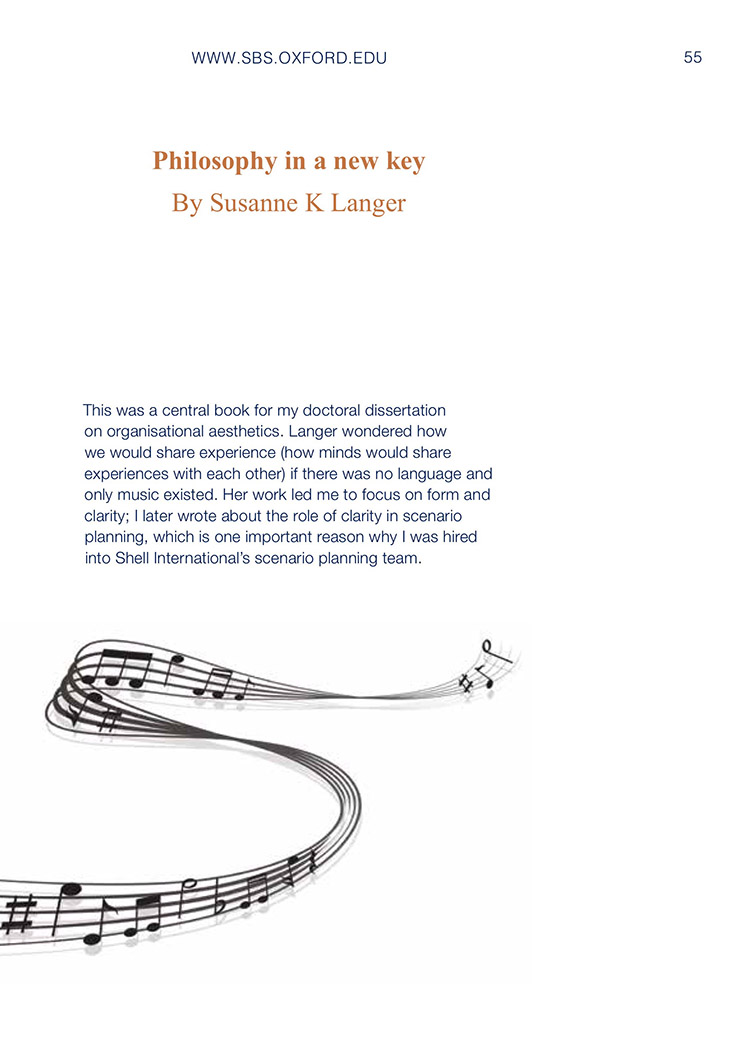 WWW.SBS.OXFORD.EDU 55
Philosophy in a new key
By Susanne K Langer
This was a central book for my doctoral dissertation
on organisational aesthetics. Langer wondered how
we would share experience (how minds would share
experiences with each other) if there was no language and
only music existed. Her work led me to focus on form and
clarity; I later wrote about the role of clarity in scenario
planning, which is one important reason why I was hired
into Shell International’s scenario planning team.